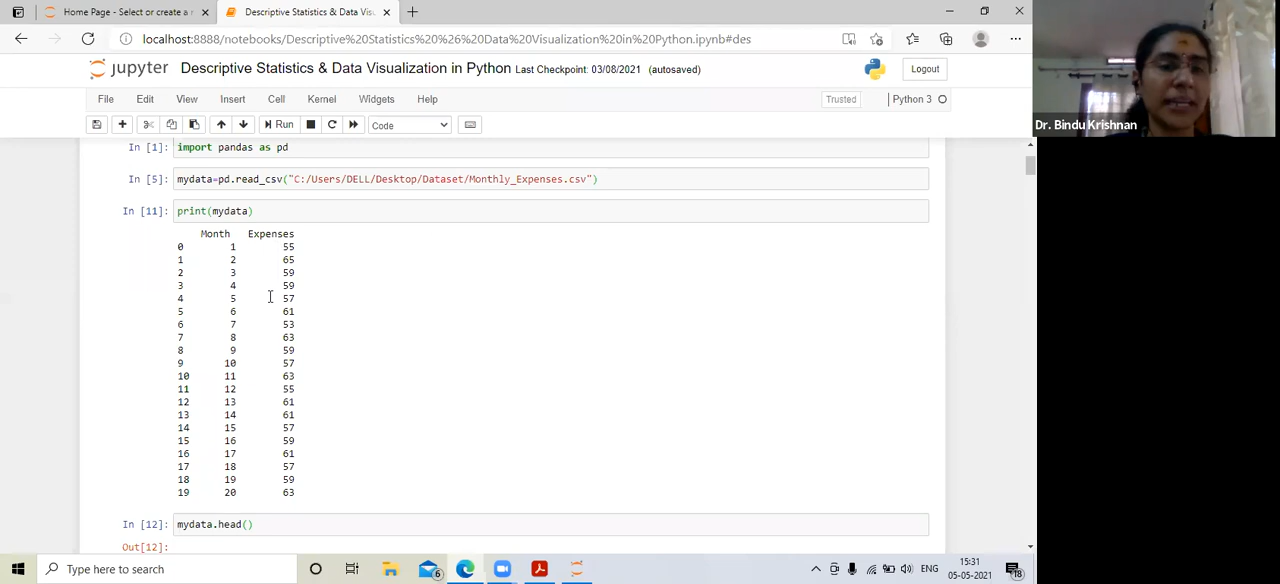 Home Page - Select or create a n
Descriptive Statistics & Data Visu
localhost:8888/notebooks/Descriptive%20Statistics%20%26%20Data%20Visualization%20in%20Python.ipynb#des
jupyter Descriptive Statistics & Data Visualization in Python Last Checkpoint: 03/08/2021 (autosaved)
Logout
File Edit View Insert Cell Kernel Widgets Help
Trusted Python 3
Run Code
Dr. Bindu Krishnan
In [1]: import pandas as pd
In [5]: mydata=pd.read_csv("C:/Users/DELL/Desktop/Dataset/Monthly_Expenses.csv")
In [11]: print(mydata)
Month Expenses
0 1 55
1 2 65
2 3 59
3 4 59
4 5 57
5 6 61
6 7 53
7 8 63
8 9 59
9 10 57
10 11 63
11 12 55
12 13 61
13 14 61
14 15 57
15 16 59
16 17 61
17 18 57
18 19 59
19 20 63
In [12]: mydata.head()
Out[12]:
Type here to search
6
ENG
15:31
05-05-2021
18